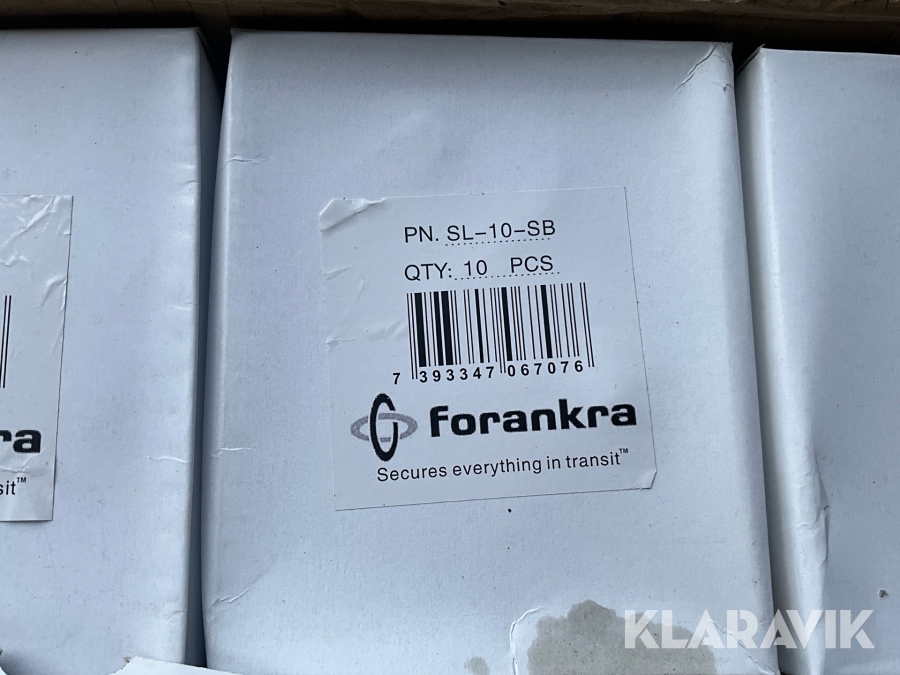 PN. SL-10-SB
QTY: 10 PCS
7 393347 067076
forankra
Secures everything in transit™
ra
sit™
KLARAVIK